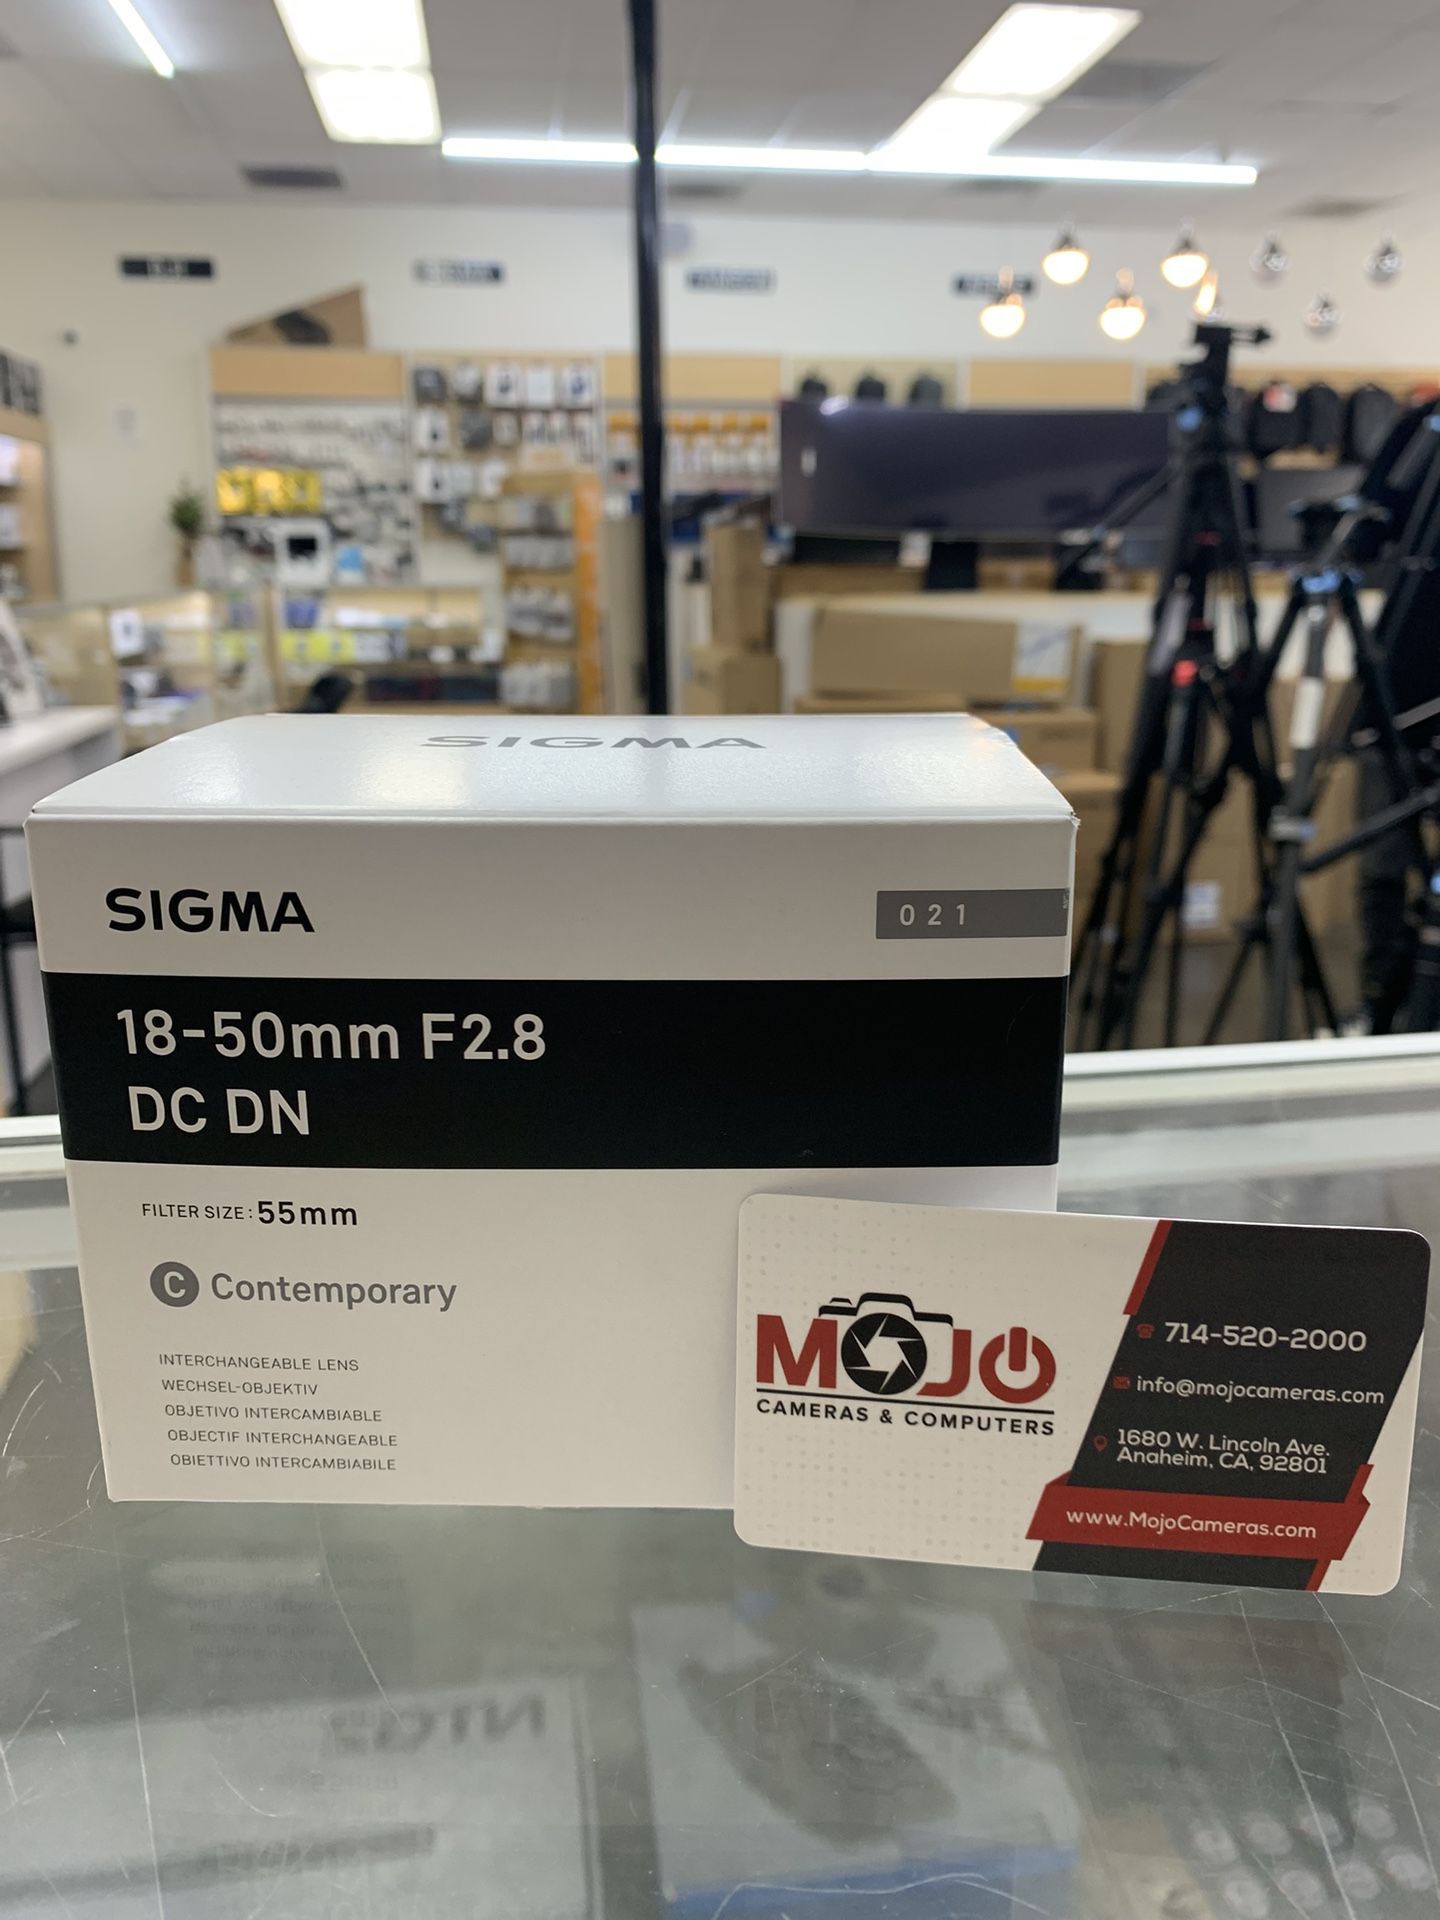 SIGMA
SIGMA
021
18-50mm F2.8
DC DN
FILTER SIZE: 55mm
C Contemporary
INTERCHANGEABLE LENS
WECHSEL-OBJEKTIV
OBJETIVO INTERCAMBIABLE
OBJECTIF INTERCHANGEABLE
OBIETTIVO INTERCAMBIABILE
MOJO
CAMERAS & COMPUTERS
714-520-2000
info@mojocameras.com
1680 W. Lincoln Ave.
Anaheim, CA, 92801
www.MojoCameras.com